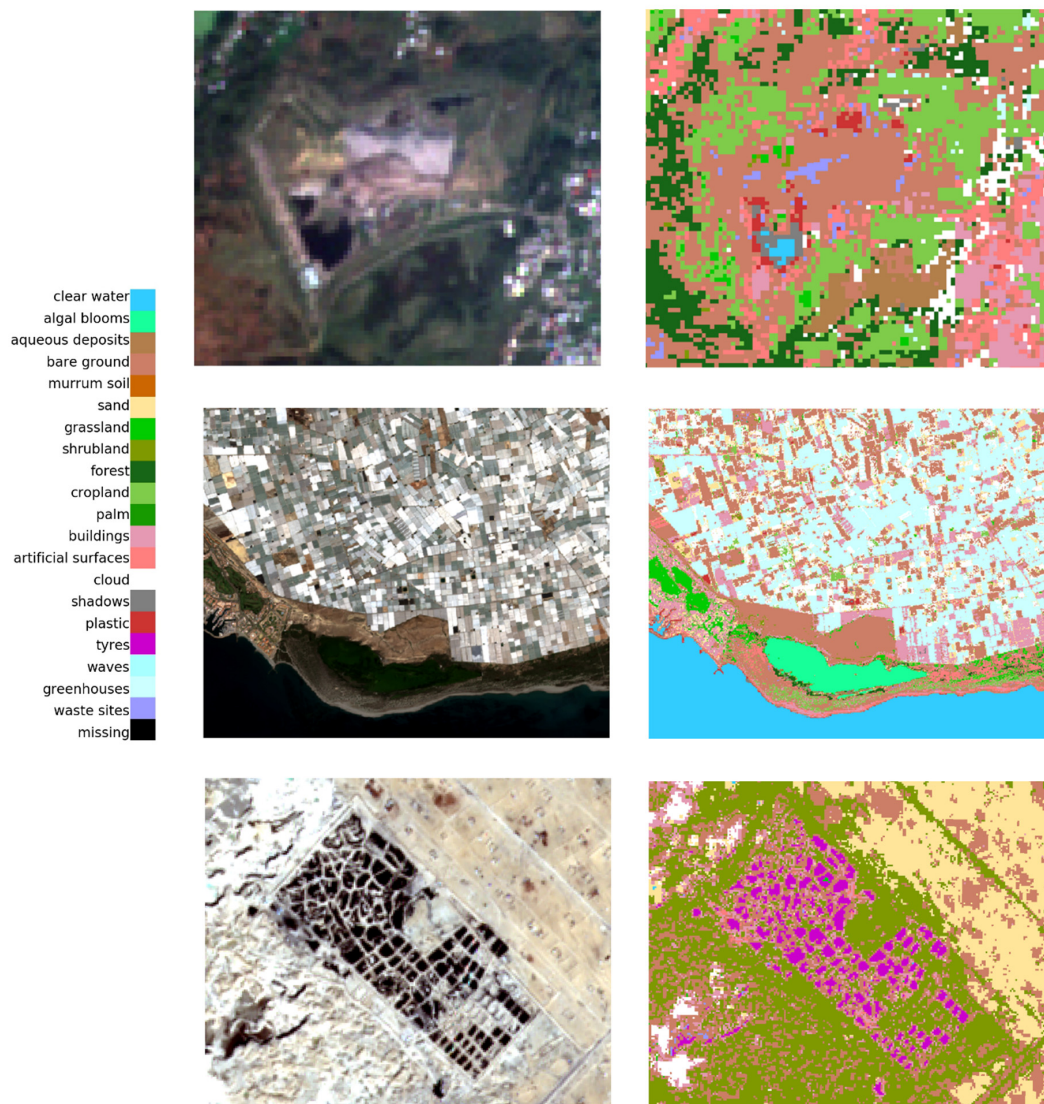 clear water
algal blooms
aqueous deposits
bare ground
murrum soil
sand
grassland
shrubland
forest
cropland
palm
buildings
artificial surfaces
cloud
shadows
plastic
tyres
waves
greenhouses
waste sites
missing